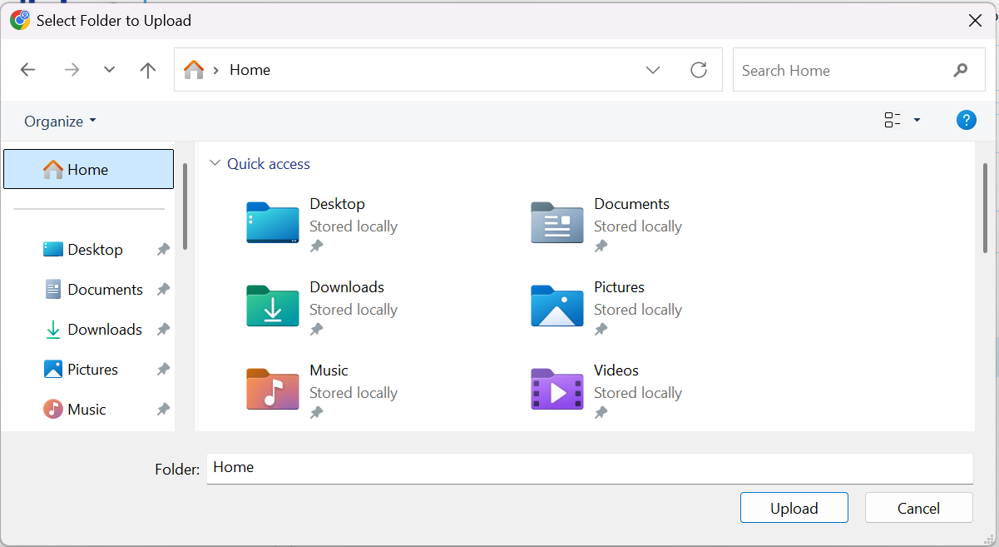 Select Folder to Upload
Home
Search Home
Organize
?
Home
Desktop
Documents
Downloads
Pictures
Music
Quick access
Desktop
Stored locally
Documents
Stored locally
Downloads
Stored locally
Pictures
Stored locally
Music
Stored locally
Videos
Stored locally
Folder: Home
Upload Cancel